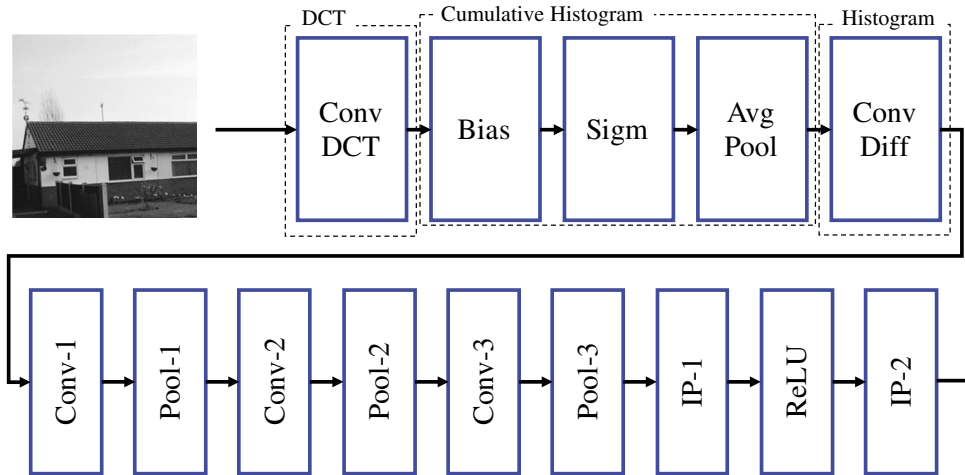 DCT
Cumulative Histogram
Histogram
Conv
DCT
Bias
Sigm
Avg
Pool
Conv
Diff
Conv-1
Pool-1
Conv-2
Pool-2
Conv-3
Pool-3
IP-1
ReLU
IP-2